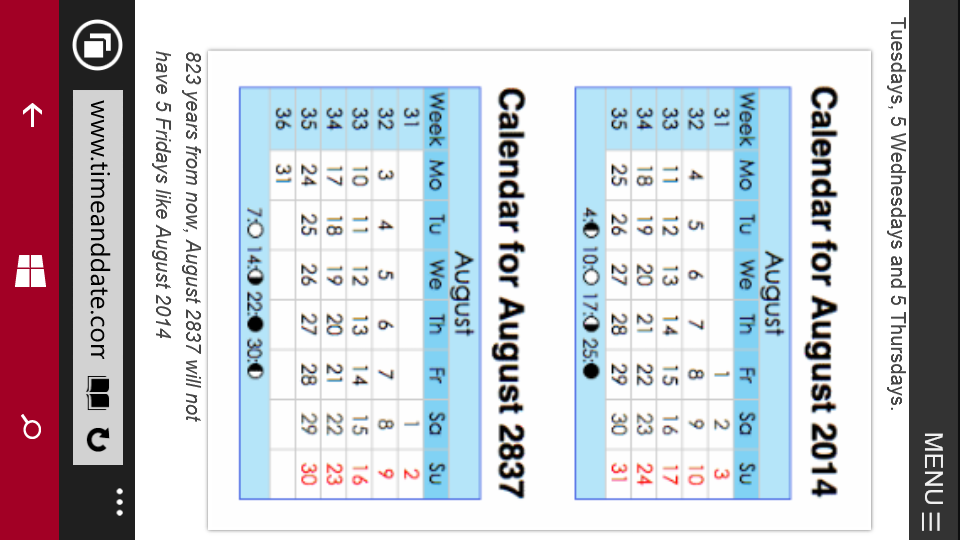 MENU
Tuesdays, 5 Wednesdays and 5 Thursdays.
Calendar for August 2014
August
Week Mo Tu We Th Fr Sa Su
31 1 2 3
32 4 5 6 7 8 9 10
33 11 12 13 14 15 16 17
34 18 19 20 21 22 23 24
35 25 26 27 28 29 30 31
4: 10: 17: 25:
Calendar for August 2837
August
Week Mo Tu We Th Fr Sa Su
31 1 2
32 3 4 5 6 7 8 9
33 10 11 12 13 14 15 16
34 17 18 19 20 21 22 23
35 24 25 26 27 28 29 30
36 31
7: 14: 22: 30:
823 years from now, August 2837 will not
have 5 Fridays like August 2014
www.timeanddate.com